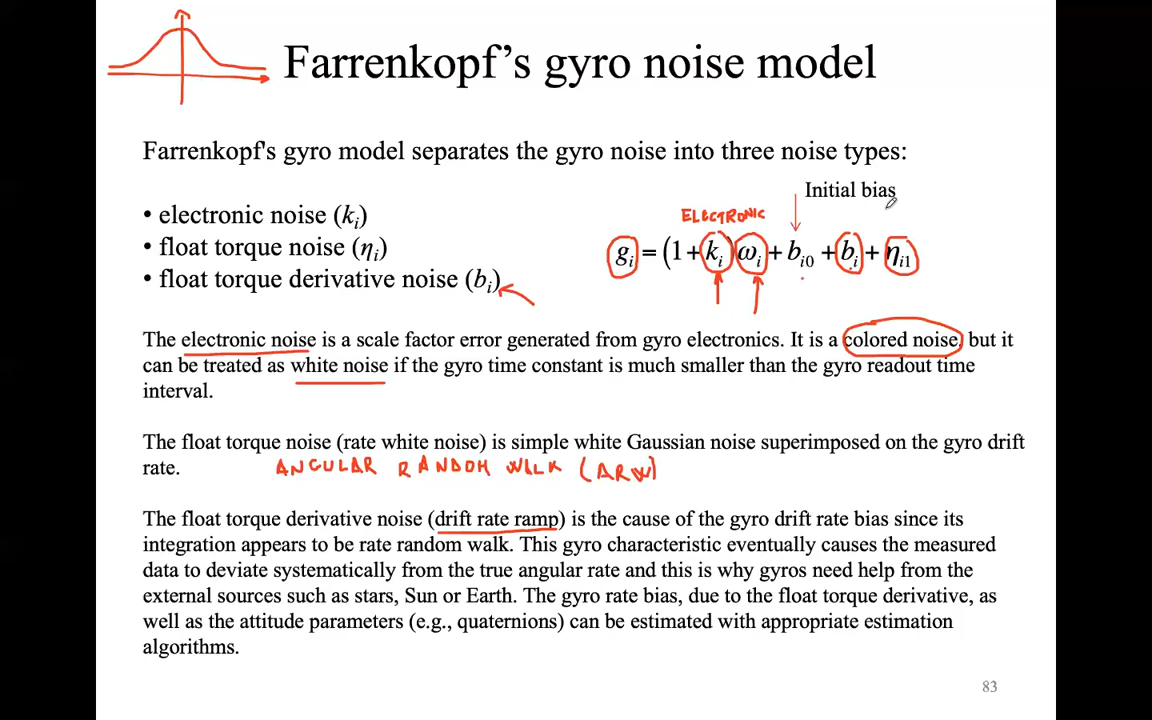 Farrenkopf’s gyro noise model
Farrenkopf's gyro model separates the gyro noise into three noise types:
Initial bias
• electronic noise (kᵢ)
ELECTRONIC
• float torque noise (ηᵢ)
gᵢ = (1+kᵢ)ωᵢ + bᵢ₀ + bᵢ + ηᵢ₁
• float torque derivative noise (bᵢ)
The electronic noise is a scale factor error generated from gyro electronics. It is a colored noise, but it
can be treated as white noise if the gyro time constant is much smaller than the gyro readout time
interval.
The float torque noise (rate white noise) is simple white Gaussian noise superimposed on the gyro drift
rate.
ANGULAR RANDOM WALK (ARW)
The float torque derivative noise (drift rate ramp) is the cause of the gyro drift rate bias since its
integration appears to be rate random walk. This gyro characteristic eventually causes the measured
data to deviate systematically from the true angular rate and this is why gyros need help from the
external sources such as stars, Sun or Earth. The gyro rate bias, due to the float torque derivative, as
well as the attitude parameters (e.g., quaternions) can be estimated with appropriate estimation
algorithms.
83